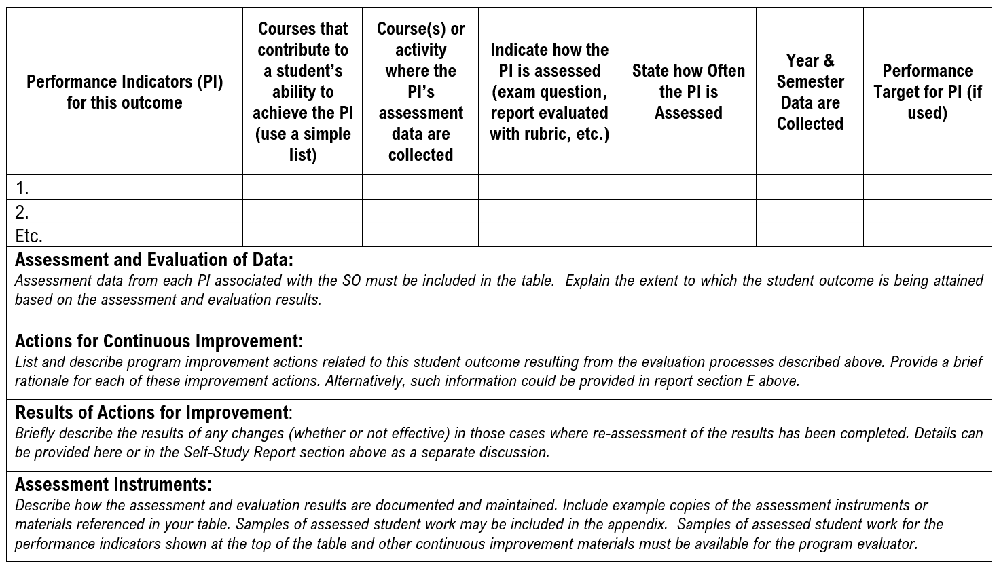 Performance Indicators (PI)
for this outcome
Courses that
contribute to
a student’s
ability to
achieve the PI
(use a simple
list)
Course(s) or
activity
where the
PI’s
assessment
data are
collected
Indicate how the
PI is assessed
(exam question,
report evaluated
with rubric, etc.)
State how Often
the PI is
Assessed
Year &
Semester
Data are
Collected
Performance
Target for PI (if
used)
1.
2.
Etc.
Assessment and Evaluation of Data:
Assessment data from each PI associated with the SO must be included in the table.  Explain the extent to which the student outcome is being attained
based on the assessment and evaluation results.
Actions for Continuous Improvement:
List and describe program improvement actions related to this student outcome resulting from the evaluation processes described above. Provide a brief
rationale for each of these improvement actions. Alternatively, such information could be provided in report section E above.
Results of Actions for Improvement:
Briefly describe the results of any changes (whether or not effective) in those cases where re-assessment of the results has been completed. Details can
be provided here or in the Self-Study Report section above as a separate discussion.
Assessment Instruments:
Describe how the assessment and evaluation results are documented and maintained. Include example copies of the assessment instruments or
materials referenced in your table. Samples of assessed student work may be included in the appendix.  Samples of assessed student work for the
performance indicators shown at the top of the table and other continuous improvement materials must be available for the program evaluator.